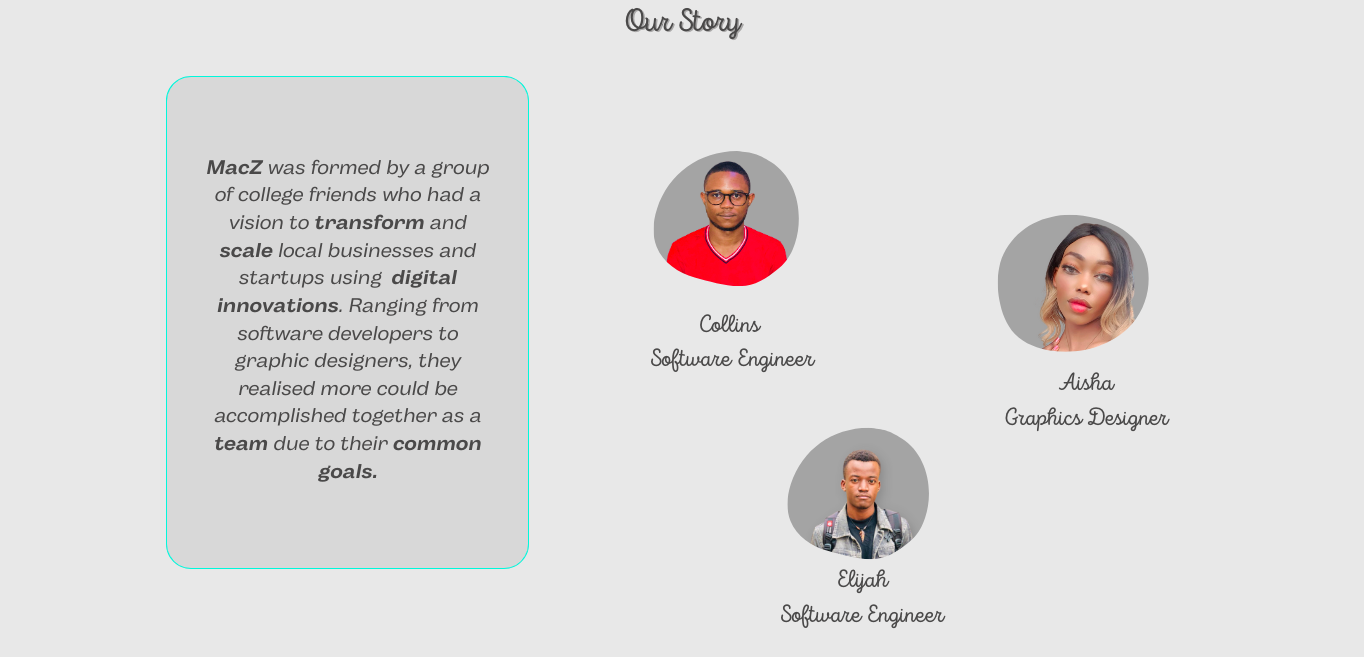 Our Story
MacZ was formed by a group
of college friends who had a
vision to transform and
scale local businesses and
startups using digital
innovations. Ranging from
software developers to
graphic designers, they
realised more could be
accomplished together as a
team due to their common
goals.
Collins
Software Engineer
Aisha
Graphics Designer
Elijah
Software Engineer